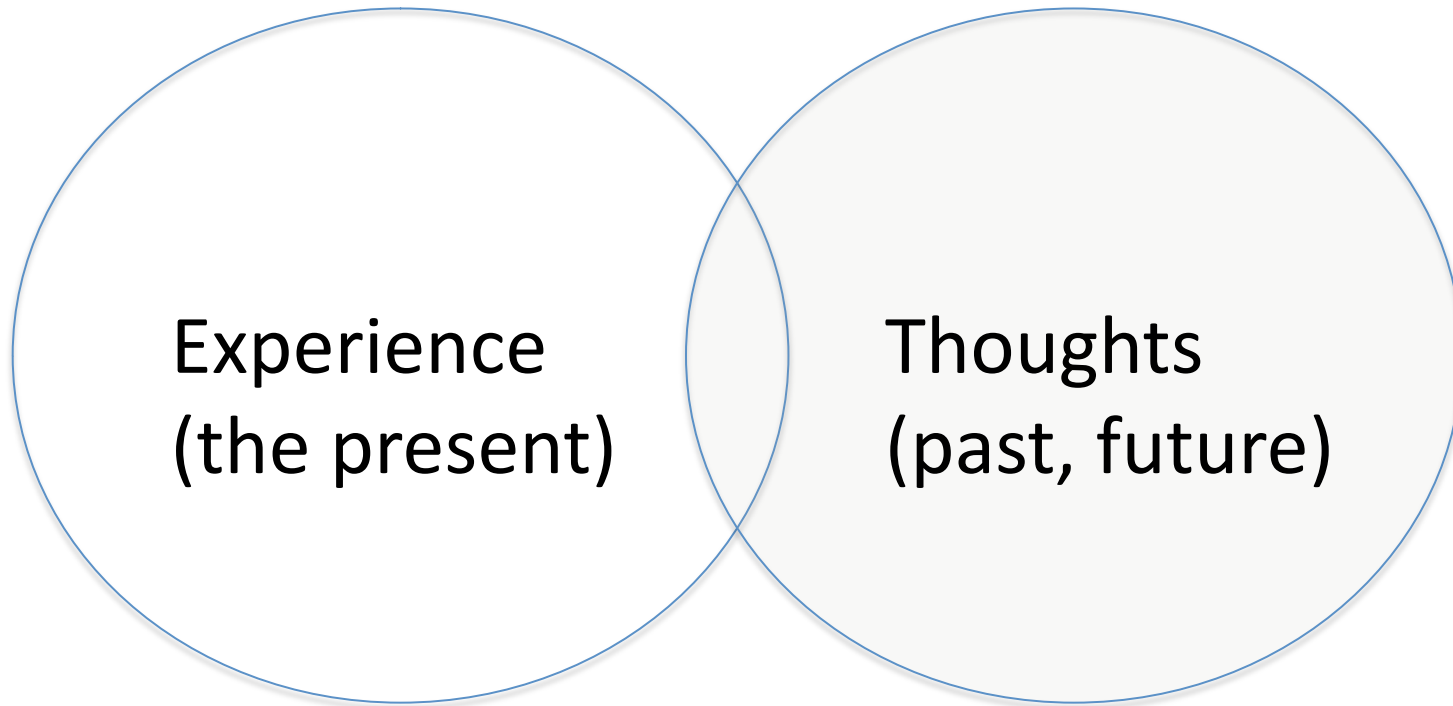 Experience
(the present)
Thoughts
(past, future)